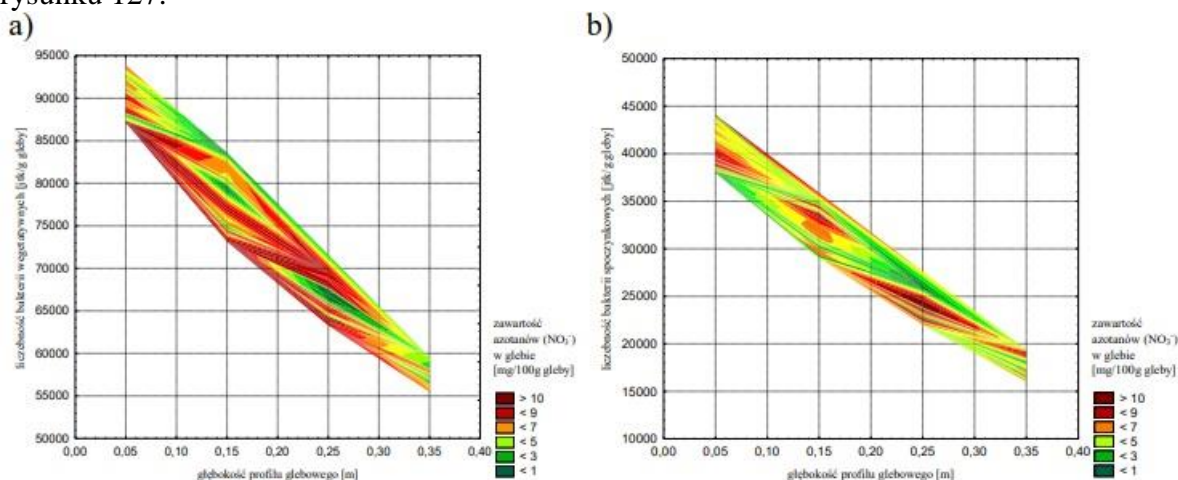 rysunku 127.
a)
b)
95000
90000
85000
80000
75000
70000
65000
60000
55000
50000
liczebność bakterii wegetatywnych [jtk/g gleby]
0,00 0,05 0,10 0,15 0,20 0,25 0,30 0,35 0,40
głębokość profilu glebowego [m]
zawartość
azotanów (NO₃⁻)
w glebie
[mg/100g gleby]
> 10
< 9
< 7
< 5
< 3
< 1
50000
45000
40000
35000
30000
25000
20000
15000
10000
liczebność bakterii spoczynkowych [jtk/g gleby]
0,00 0,05 0,10 0,15 0,20 0,25 0,30 0,35 0,40
głębokość profilu glebowego [m]
zawartość
azotanów (NO₃⁻)
w glebie
[mg/100g gleby]
> 10
< 9
< 7
< 5
< 3
< 1